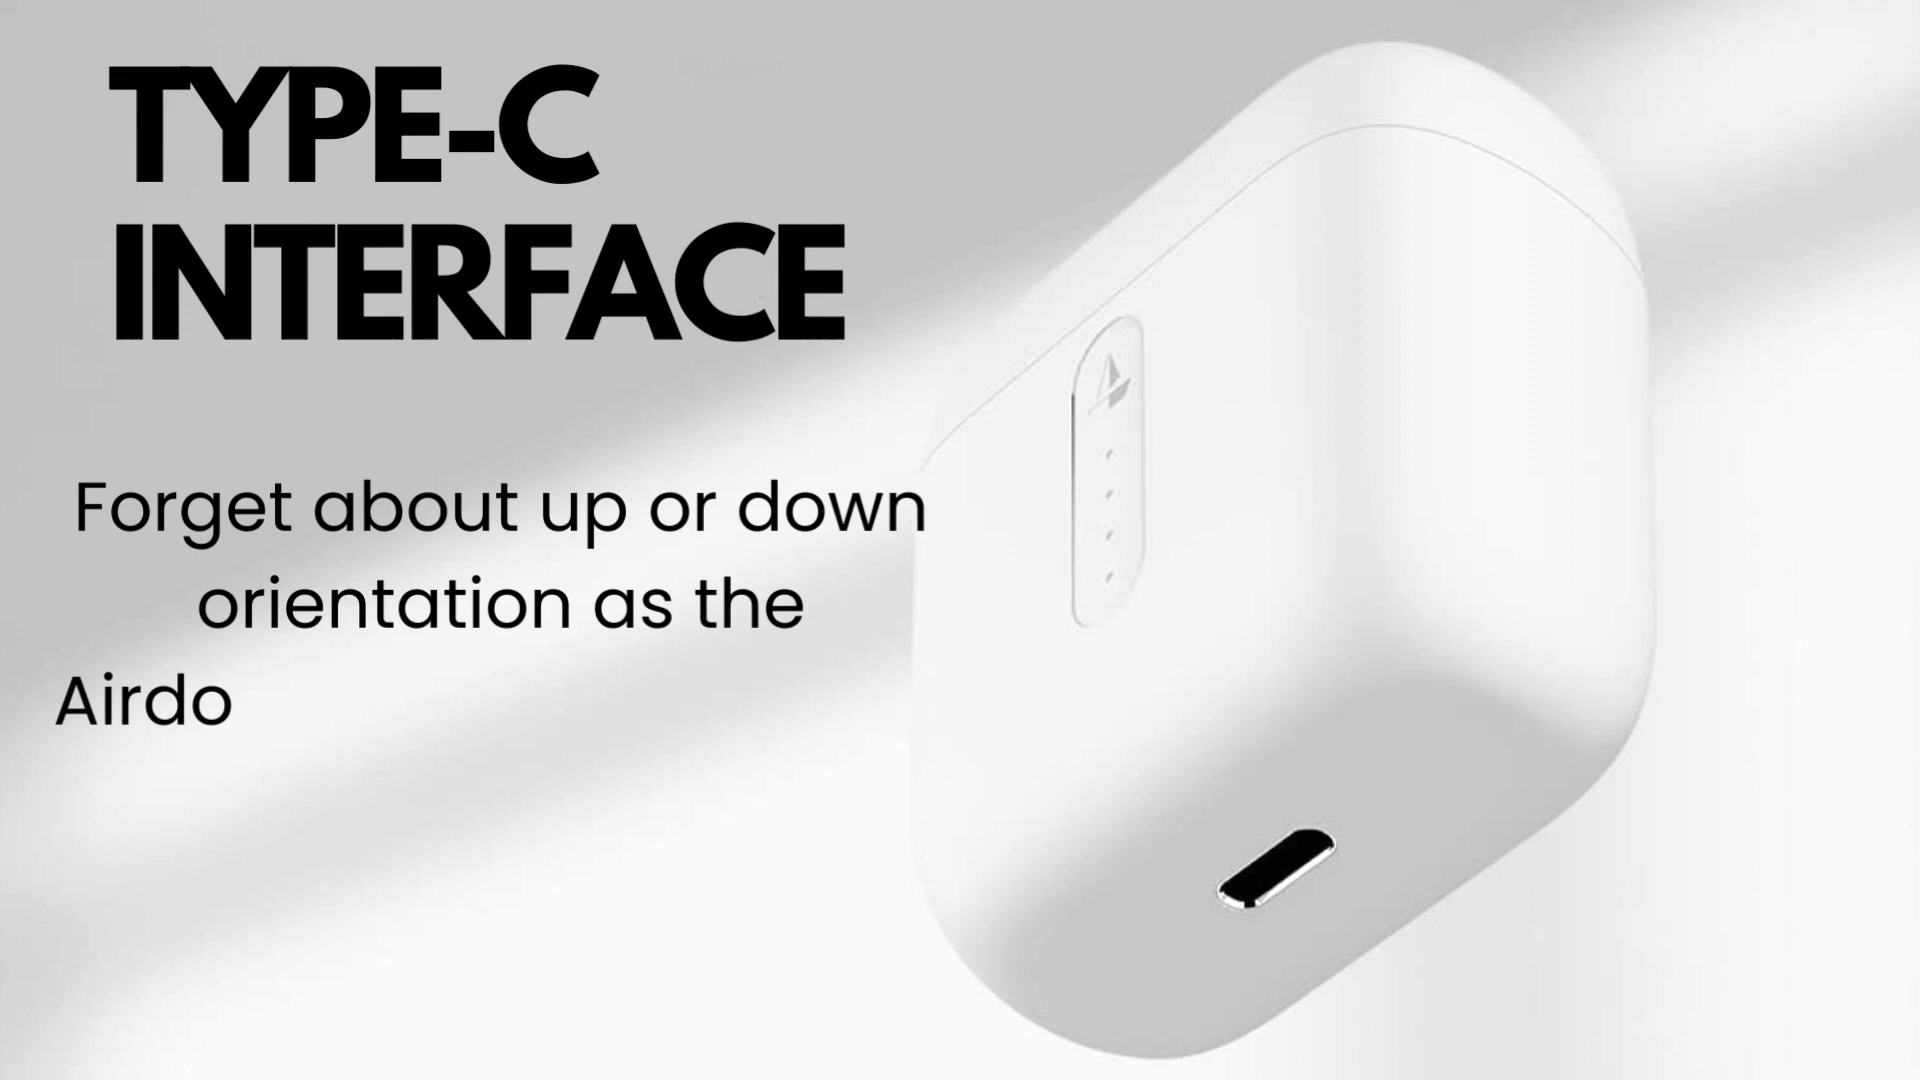 TYPE-C
INTERFACE
Forget about up or down
orientation as the
Airdo